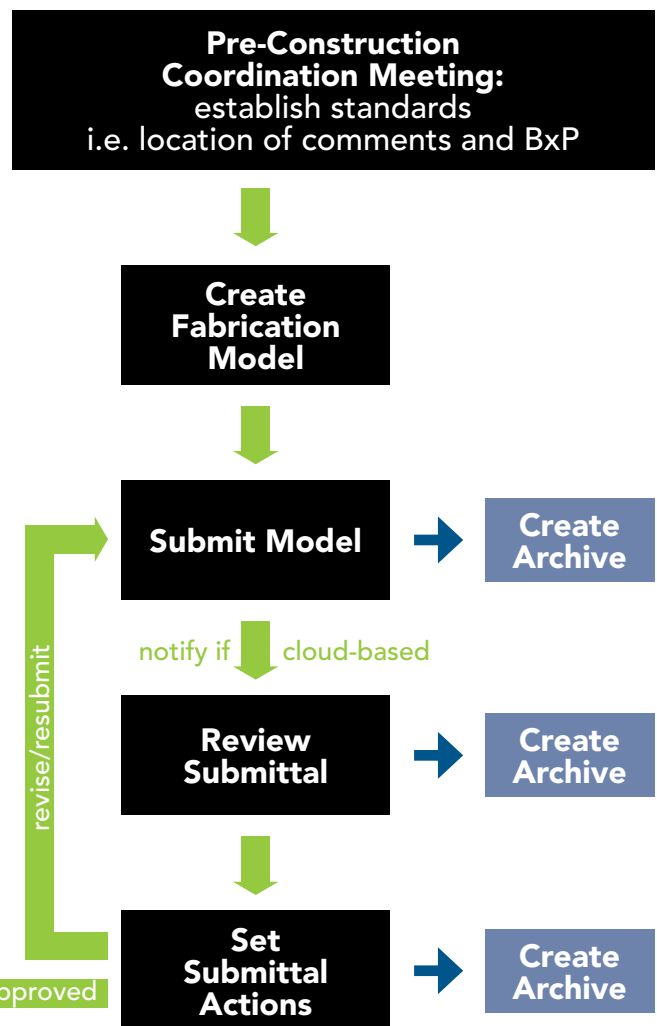 Pre-Construction
Coordination Meeting:
establish standards
i.e. location of comments and BxP
Create
Fabrication
Model
Submit Model
Create
Archive
notify if cloud-based
revise/resubmit
Review
Submittal
Create
Archive
Set
Submittal
Actions
Create
Archive
pproved